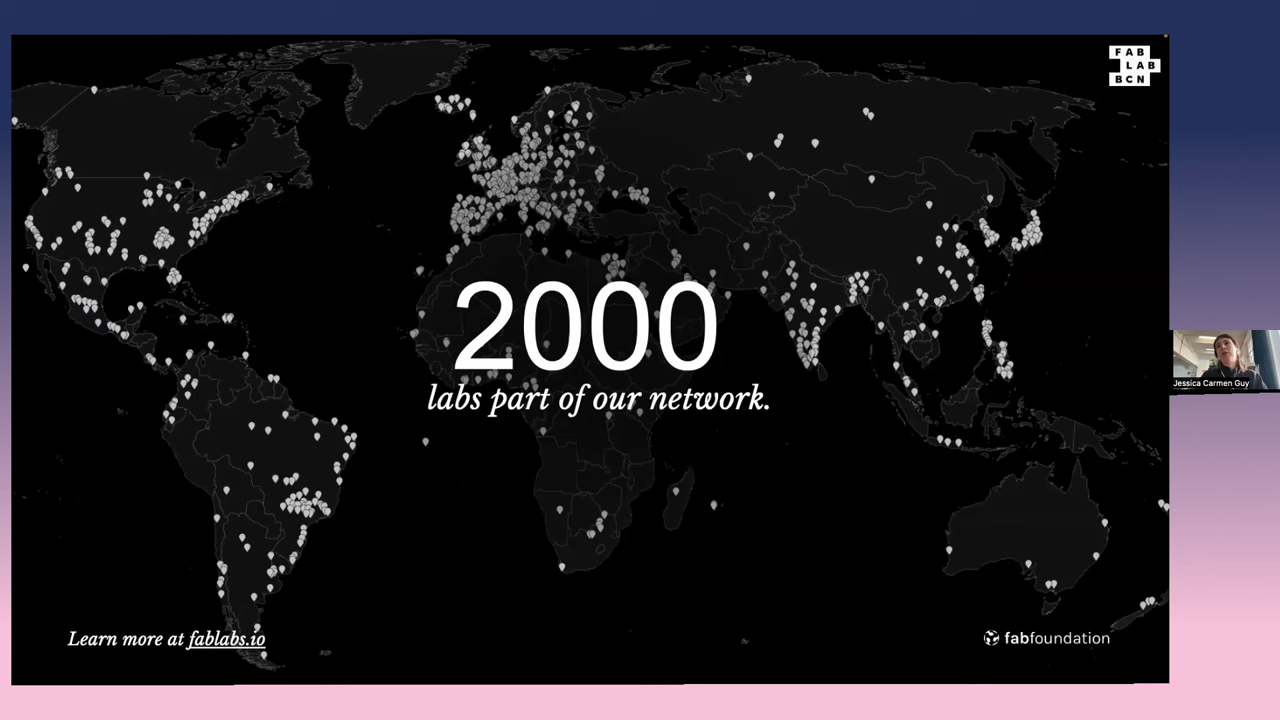 FAB
LAB
BCN
2000
labs part of our network.
Jessica Carmen Guy
Learn more at fablabs.io
fabfoundation